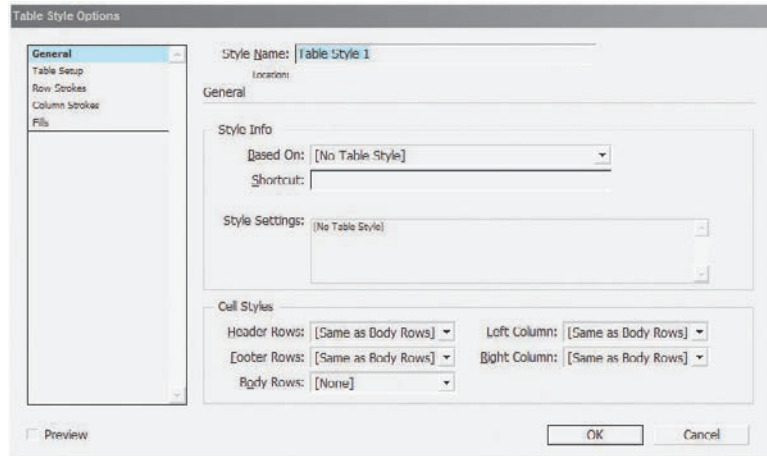 Table Style Options
General
Table Setup
Row Strokes
Column Strokes
Fills
Style Name: Table Style 1
Location:
General
Style Info
Based On: [No Table Style]
Shortcut:
Style Settings: [No Table Style]
Cell Styles
Header Rows: [Same as Body Rows] Left Column: [Same as Body Rows]
Footer Rows: [Same as Body Rows] Right Column: [Same as Body Rows]
Body Rows: [None]
Preview OK Cancel